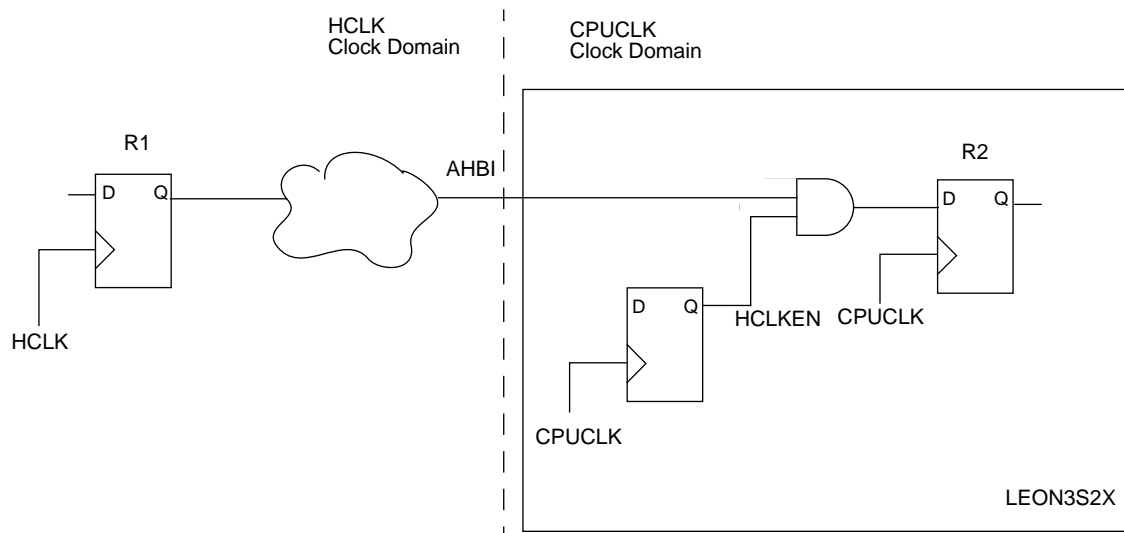 HCLK
Clock Domain
CPUCLK
Clock Domain
R1
D Q
HCLK
AHBI
R2
D Q
CPUCLK
D Q
HCLKEN
CPUCLK
LEON3S2X